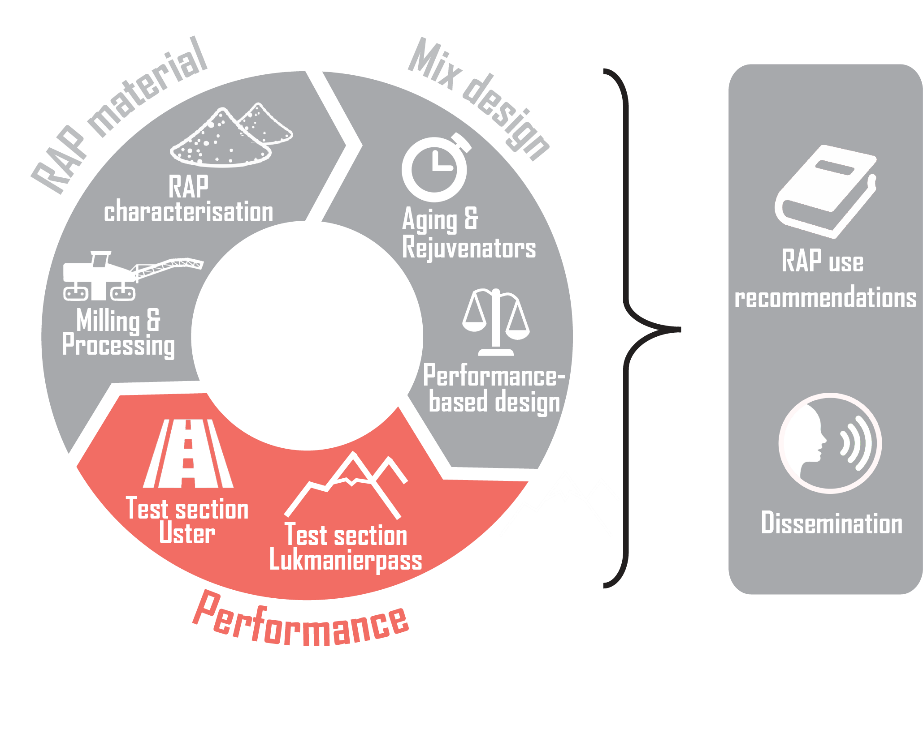 RAP material
Mix design
RAP
characterisation
Milling &
Processing
Aging &
Rejuvenators
Performance-
based design
Test section
Uster
Test section
Lukmanierpass
Performance
RAP use
recommendations
Dissemination